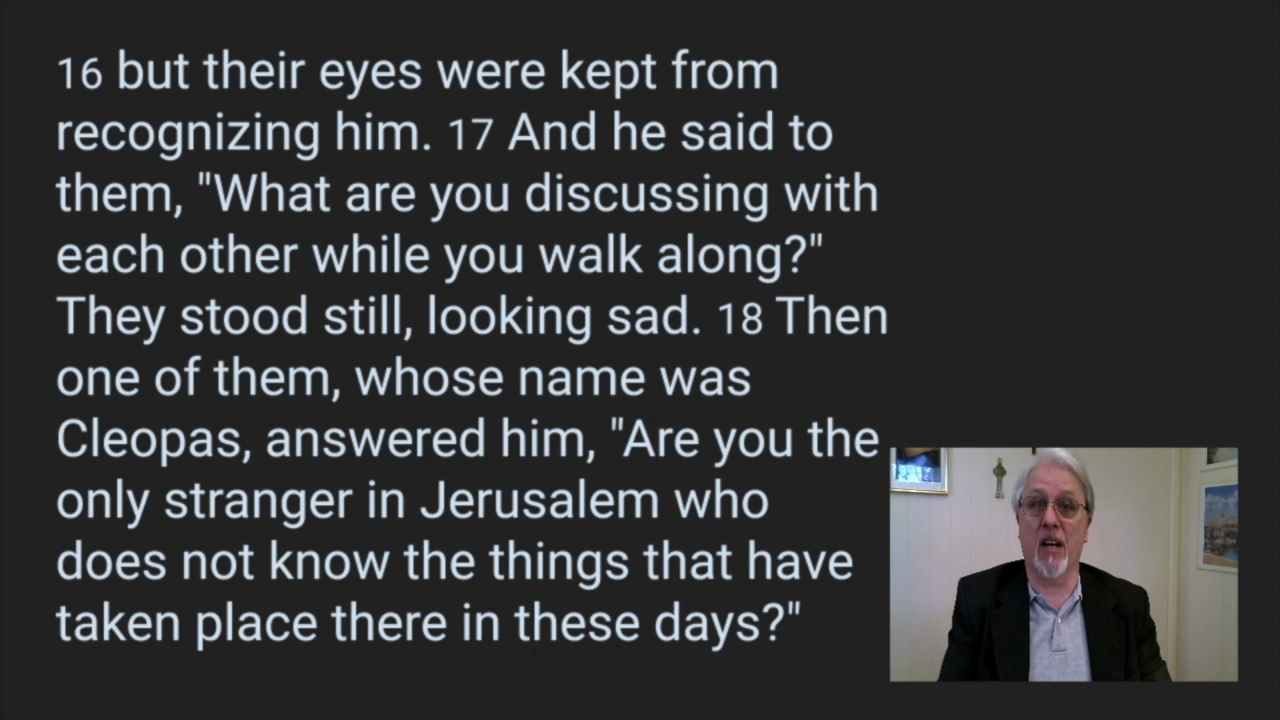 16 but their eyes were kept from
recognizing him. 17 And he said to
them, "What are you discussing with
each other while you walk along?"
They stood still, looking sad. 18 Then
one of them, whose name was
Cleopas, answered him, "Are you the
only stranger in Jerusalem who
does not know the things that have
taken place there in these days?"